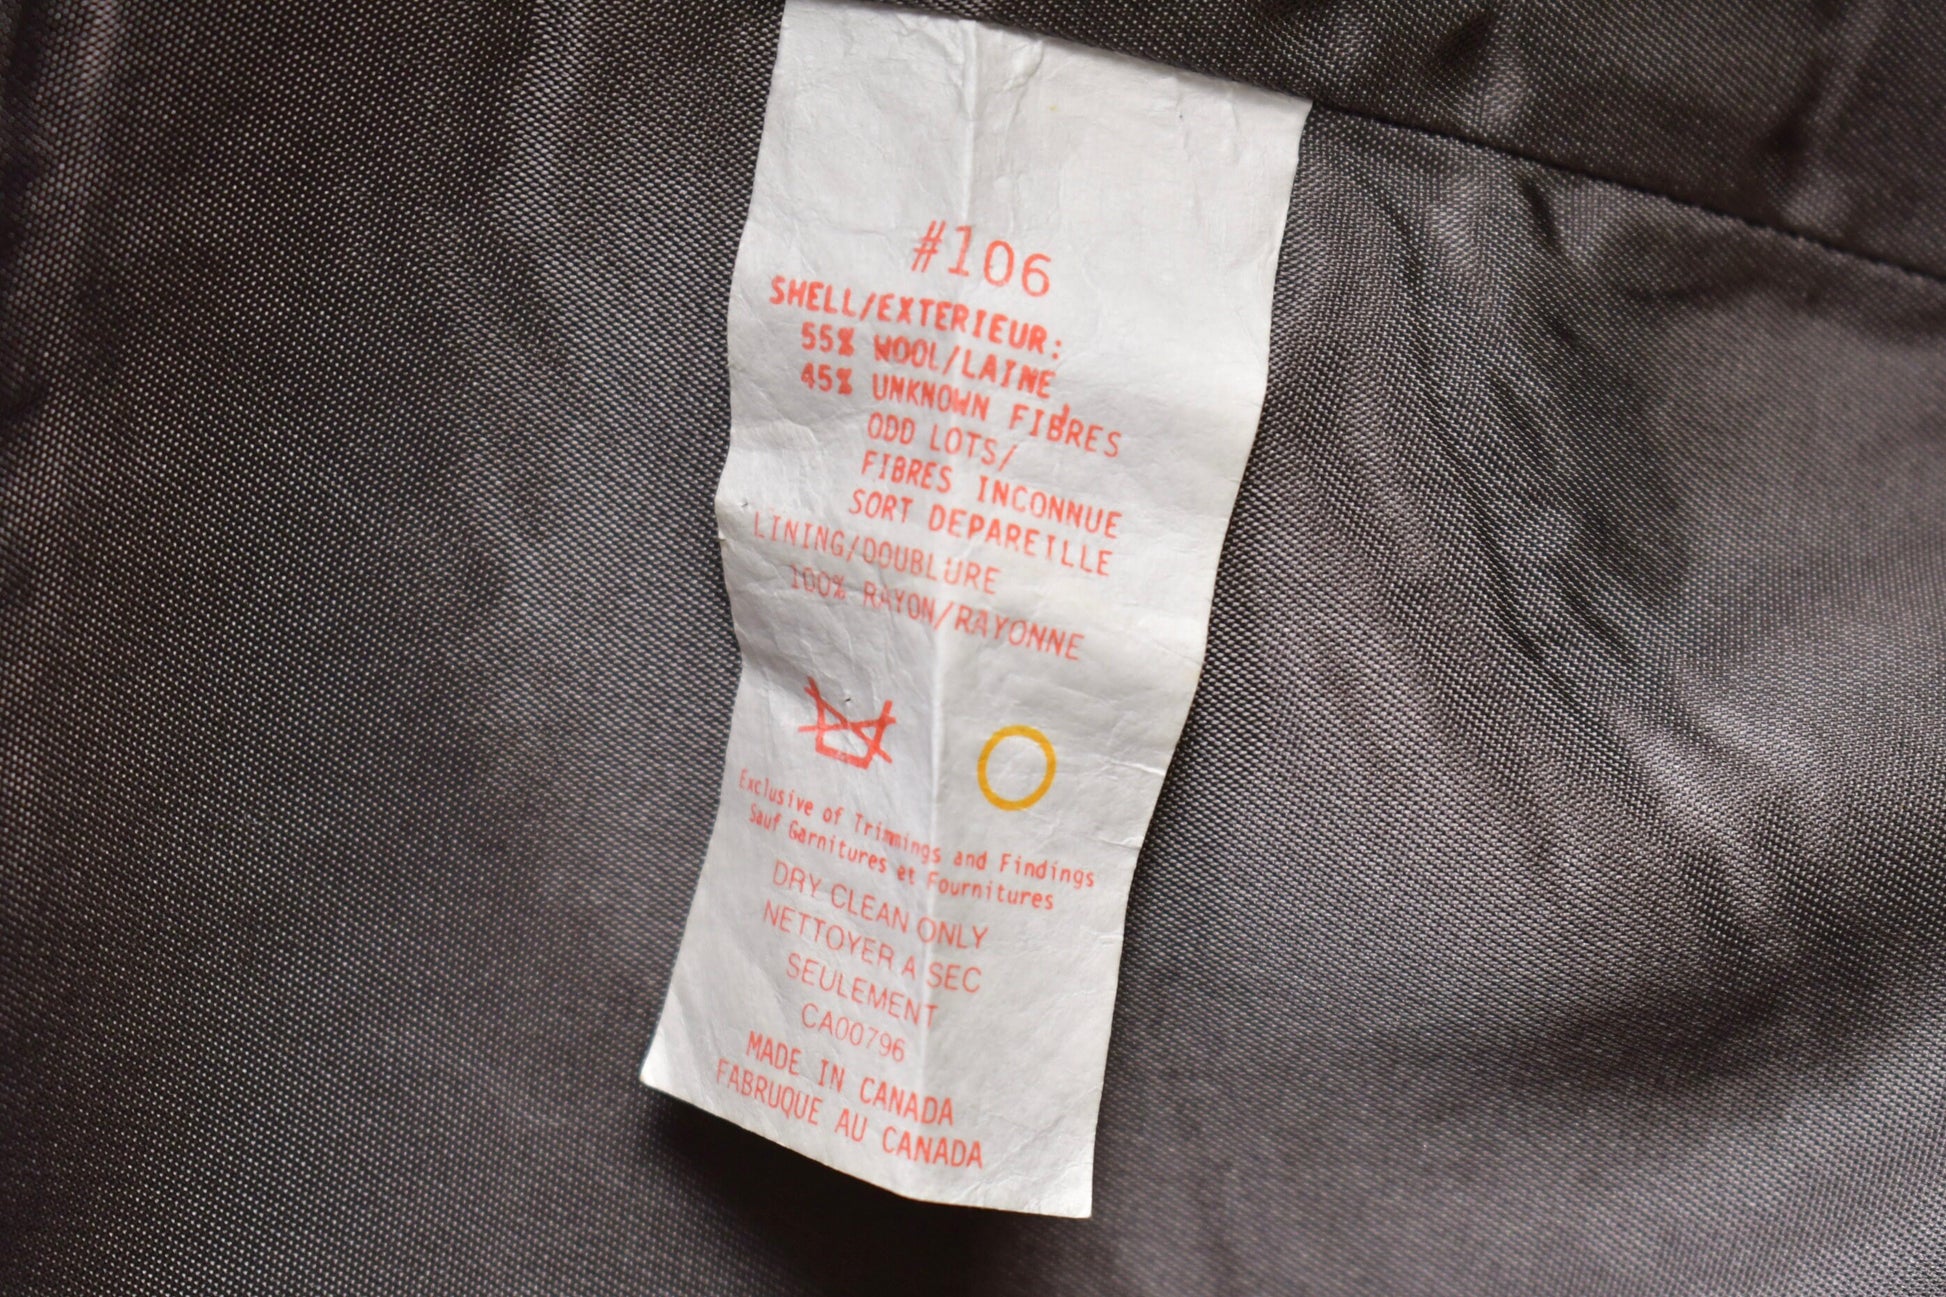 #106
SHELL/EXTERIEUR:
55% WOOL/LAINE
45% UNKNOWN FIBRES
ODD LOTS/
FIBRES INCONNUE
SORT DEPAREILLE
LINING/DOUBLURE
100% RAYON/RAYONNE
Exclusive of Trimmings and Findings
Sauf Garnitures et Fournitures
DRY CLEAN ONLY
NETTOYER A SEC
SEULEMENT
CA00796
MADE IN CANADA
FABRUQUE AU CANADA